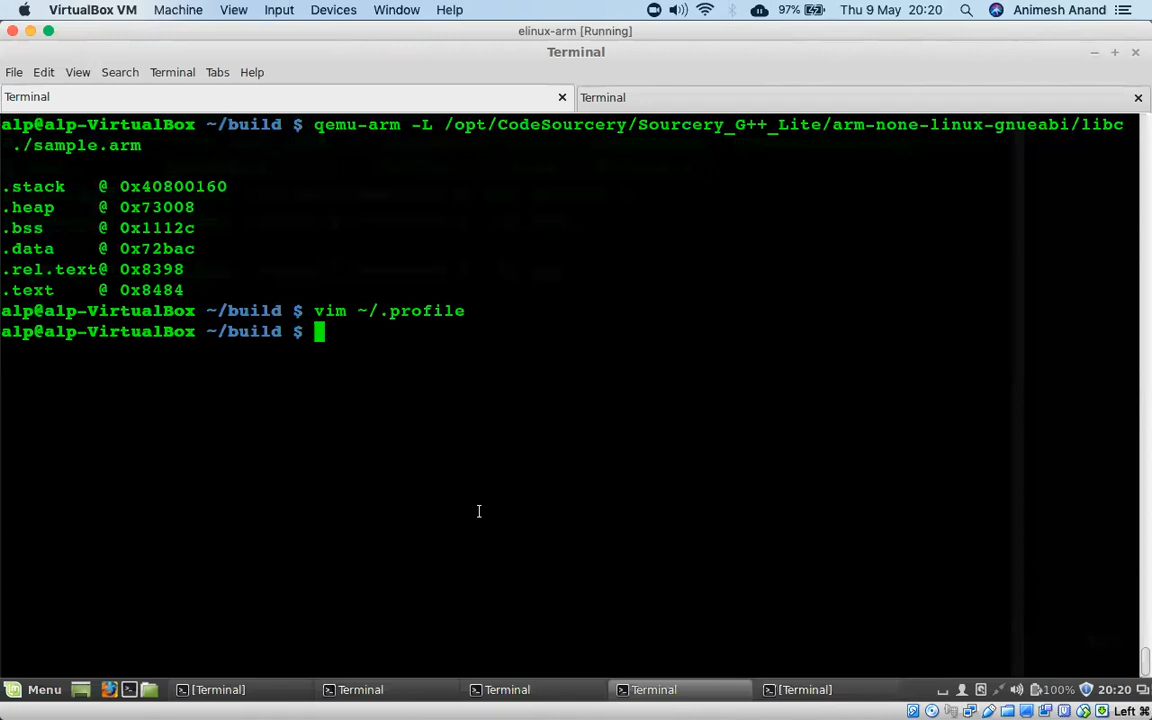 VirtualBox VM Machine View Input Devices Window Help 97% Thu 9 May 20:20 Animesh Anand
elinux-arm [Running]
Terminal
File Edit View Search Terminal Tabs Help
Terminal Terminal
alp@alp-VirtualBox ~/build $ qemu-arm -L /opt/CodeSourcery/Sourcery_G++_Lite/arm-none-linux-gnueabi/libc
./sample.arm
.stack @ 0x40800160
.heap @ 0x73008
.bss @ 0x1112c
.data @ 0x72bac
.rel.text@ 0x8398
.text @ 0x8484
alp@alp-VirtualBox ~/build $ vim ~/.profile
alp@alp-VirtualBox ~/build $
Menu [Terminal] Terminal Terminal Terminal [Terminal] 100% 20:20
Left ⌘